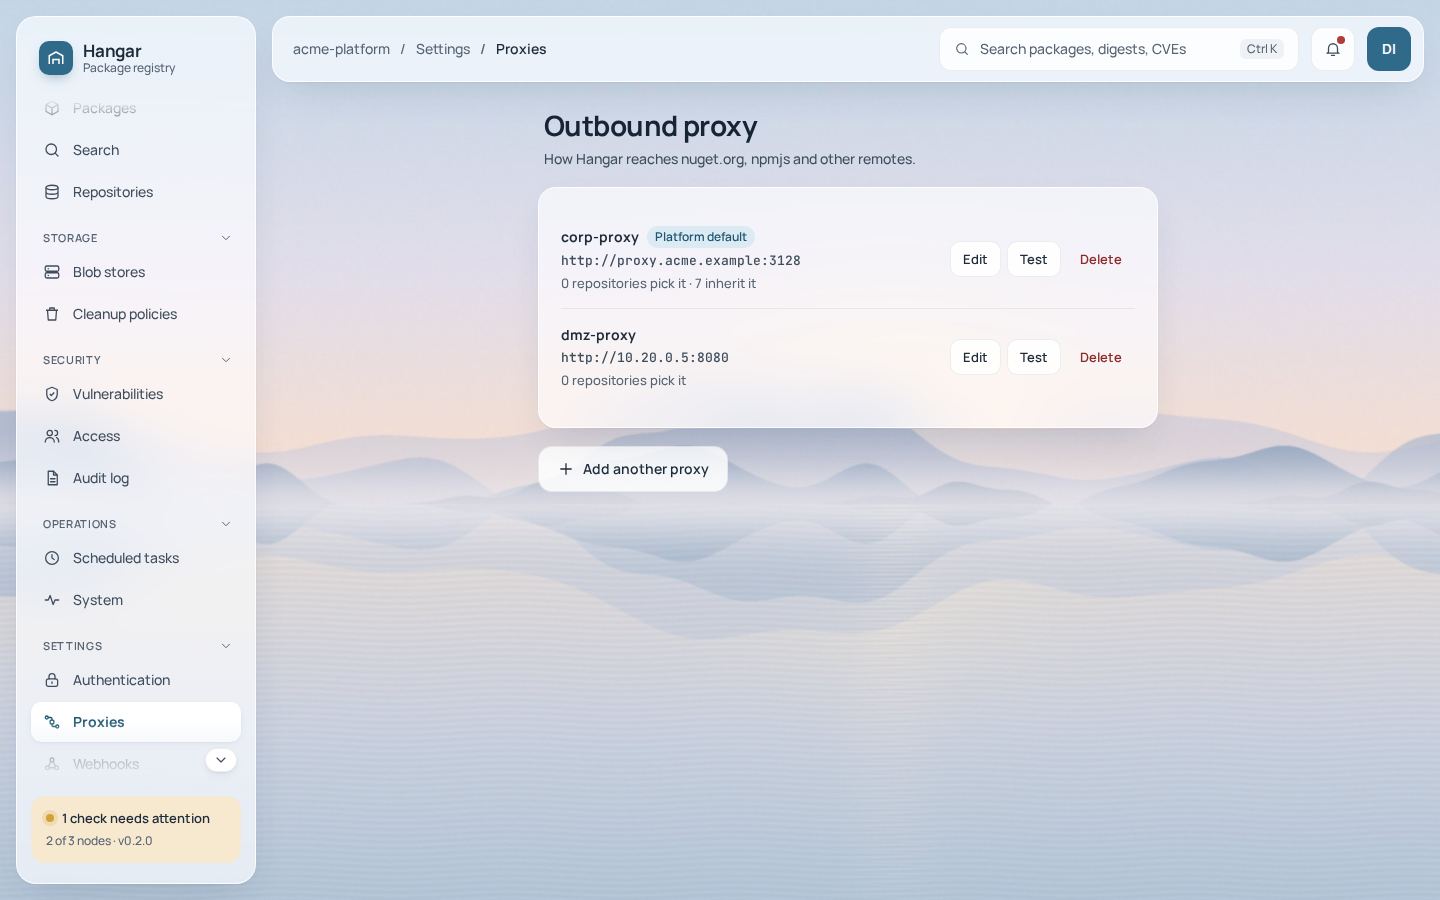 Hangar
Package registry
Packages
Search
Repositories
STORAGE
Blob stores
Cleanup policies
SECURITY
Vulnerabilities
Access
Audit log
OPERATIONS
Scheduled tasks
System
SETTINGS
Authentication
Proxies
Webhooks
1 check needs attention
2 of 3 nodes · v0.2.0
acme-platform / Settings / Proxies
Search packages, digests, CVEs Ctrl K
DI
Outbound proxy
How Hangar reaches nuget.org, npmjs and other remotes.
corp-proxy Platform default
http://proxy.acme.example:3128
0 repositories pick it · 7 inherit it
Edit Test Delete
dmz-proxy
http://10.20.0.5:8080
0 repositories pick it
Edit Test Delete
Add another proxy